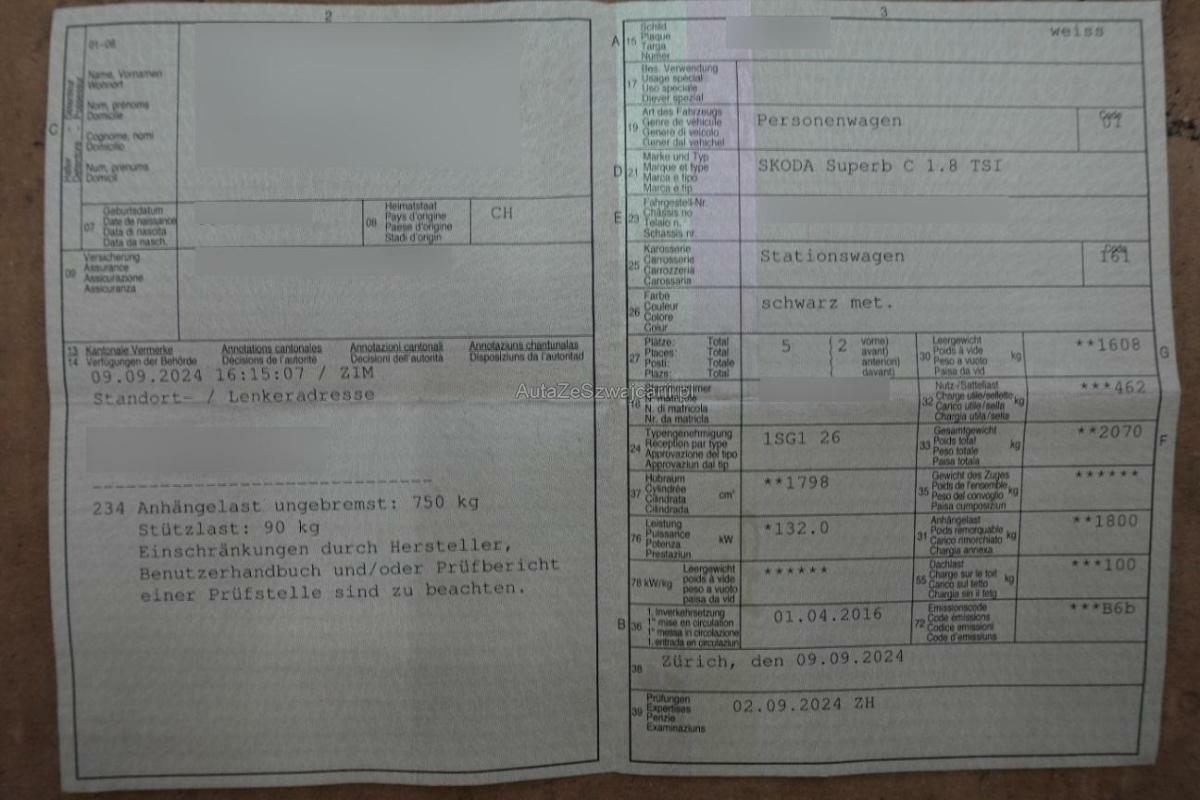 2
01-06
C
Halter - Détenteur
Detentore - Possessur
Name, Vornamen
Wohnort
Nom, prénoms
Domicile
Cognome, nomi
Domicilio
Num, prenums
Domicil
07
Geburtsdatum
Date de naissance
Data di nascita
Data da nasch.
08
Heimatstaat
Pays d'origine
Paese d'origine
Stadi d'origin
CH
09
Versicherung
Assurance
Assicurazione
Assicuranza
13
14
Kantonale Vermerke
Verfügungen der Behörde
Annotations cantonales
Décisions de l'autorité
Annotazioni cantonali
Decisioni dell'autorità
Annotaziuns chantunalas
Disposiziuns da l'autoritad
09.09.2024 16:15:07 / ZIM
Standort- / Lenkeradresse
234 Anhängelast ungebremst: 750 kg
Stützlast: 90 kg
Einschränkungen durch Hersteller,
Benutzerhandbuch und/oder Prüfbericht
einer Prüfstelle sind zu beachten.
3
A 15
Schild
Plaque
Targa
Numer
weiss
17
Bes. Verwendung
Usage spécial
Uso speciale
Diever spezial
19
Art des Fahrzeugs
Genre de véhicule
Genere di veicolo
Gener dal vehichel
Personenwagen
Code
01
D 21
Marke und Typ
Marque et type
Marca e tipo
Marca e tip
SKODA Superb C 1.8 TSI
E 23
Fahrgestell-Nr.
Châssis no
Telaio n.
Schassis nr.
25
Karosserie
Carrosserie
Carrozzeria
Carossaria
Stationswagen
Code
161
26
Farbe
Couleur
Colore
Colur
schwarz met.
27
Plätze: Total
Places: Total
Posti: Totale
Plazs: Total
5 (2 vorne)
avant)
anteriori)
davant)
30
Leergewicht
Poids à vide
Peso a vuoto
Paisa da vid
kg
**1608
G
18
Stammnummer
N° matricule
N. di matricola
Nr. da matricla
32
Nutz-/Sattellast
Charge utile/sellette
Carico utile/sella
Chargia utila/sella
kg
***462
24
Typengenehmigung
Réception par type
Approvazione del tipo
Approvaziun dal tip
1SG1 26
33
Gesamtgewicht
Poids total
Peso totale
Paisa totala
kg
**2070
F
37
Hubraum
Cylindrée
Cilindrata
Cilindrada
cm³
**1798
35
Gewicht des Zuges
Poids de l'ensemble
Peso del convoglio
Paisa cumposiziun
kg
******
76
Leistung
Puissance
Potenza
Prestaziun
kW
*132.0
31
Anhängelast
Poids remorquable
Carico rimorchiato
Chargia annexa
kg
**1800
78 kW/kg
Leergewicht
poids à vide
peso a vuoto
paisa da vid
******
55
Dachlast
Charge sur le toit
Carico sul tetto
Chargia sin il tetg
kg
***100
B 36
1. Inverkehrsetzung
1re mise en circulation
1a messa in circolazione
1. entrada en circulaziun
01.04.2016
72
Emissionscode
Code émissions
Codice emissioni
Code d'emissiuns
***B6b
38
Zürich, den 09.09.2024
39
Prüfungen
Expertises
Perizie
Examinaziuns
02.09.2024 ZH
AutaZeSzwajcarii